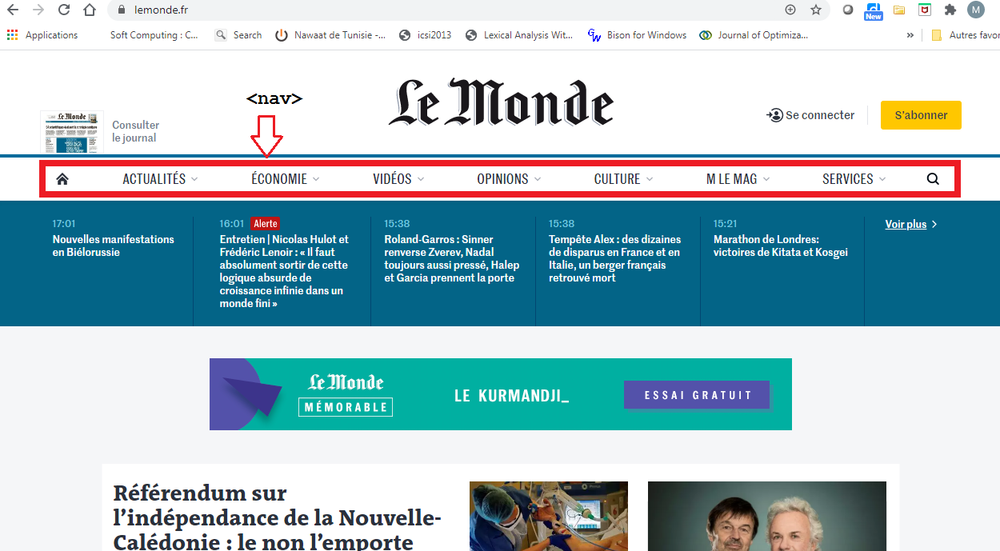 lemonde.fr
New
M
Applications
Soft Computing : C...
Search
Nawaat de Tunisie -...
icsi2013
Lexical Analysis Wit...
GW
Bison for Windows
Journal of Optimiza...
»
Autres favor
<nav>
Le Monde
Le Monde
Consulter
le journal
Se connecter
S'abonner
ACTUALITÉS
ÉCONOMIE
VIDÉOS
OPINIONS
CULTURE
M LE MAG
SERVICES
17:01
Nouvelles manifestations
en Biélorussie
16:01 Alerte
Entretien | Nicolas Hulot et
Frédéric Lenoir : « Il faut
absolument sortir de cette
logique absurde de
croissance infinie dans un
monde fini »
15:38
Roland-Garros : Sinner
renverse Zverev, Nadal
toujours aussi pressé, Halep
et Garcia prennent la porte
15:38
Tempête Alex : des dizaines
de disparus en France et en
Italie, un berger français
retrouvé mort
15:21
Marathon de Londres:
victoires de Kitata et Kosgei
Voir plus
Le Monde
MÉMORABLE
LE KURMANDJI_
ESSAI GRATUIT
Référendum sur
l’indépendance de la Nouvelle-
Calédonie : le non l’emporte